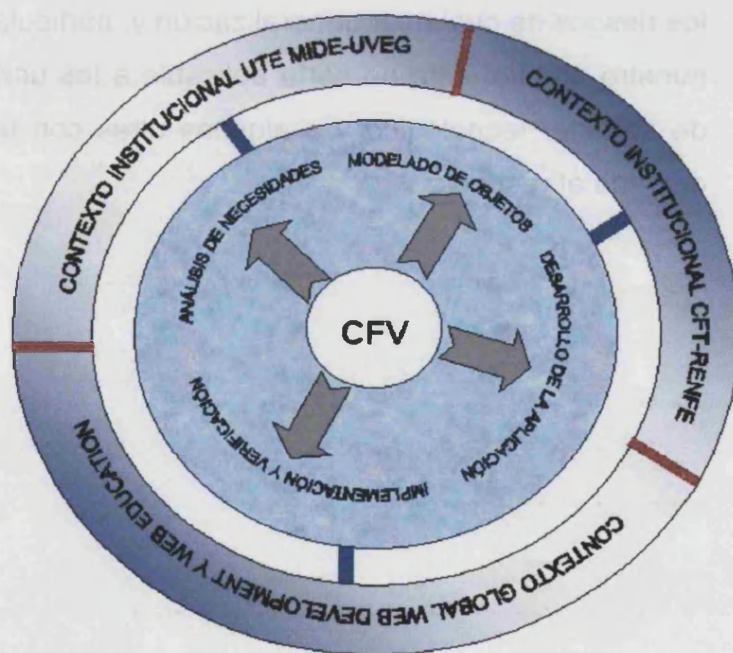 CONTEXTO INSTITUCIONAL UTE MIDE-UVEG
CONTEXTO INSTITUCIONAL CFT-RENFE
CONTEXTO GLOBAL WEB DEVELOPMENT Y WEB EDUCATION
ANÁLISIS DE NECESIDADES
MODELADO DE OBJETOS
DESARROLLO DE LA APLICACIÓN
IMPLEMENTACIÓN Y VERIFICACIÓN
CFV